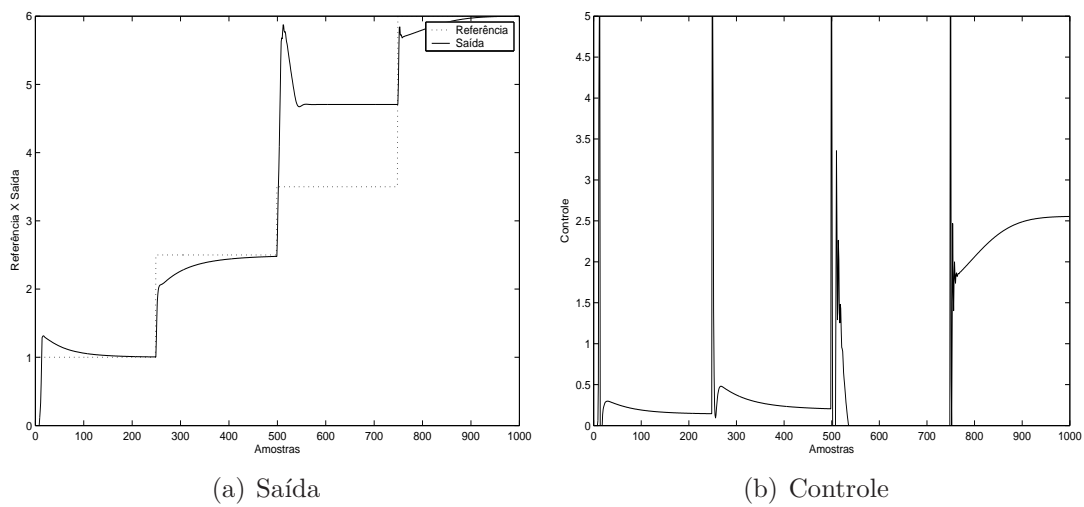 6
5
4
3
2
1
0
0 100 200 300 400 500 600 700 800 900 1000
Amostras
Referência X Saída
Referência
Saída
(a) Saída
5
4.5
4
3.5
3
2.5
2
1.5
1
0.5
0
0 100 200 300 400 500 600 700 800 900 1000
Amostras
Controle
(b) Controle